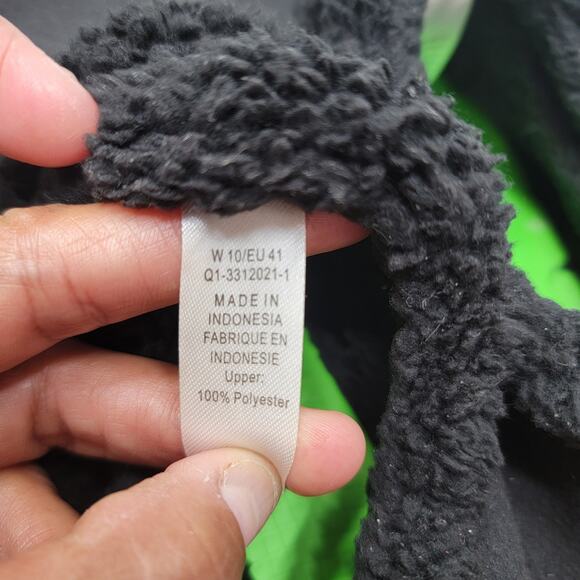 W 10/EU 41
Q1-3312021-1
MADE IN
INDONESIA
FABRIQUE EN
INDONESIE
Upper:
100% Polyester